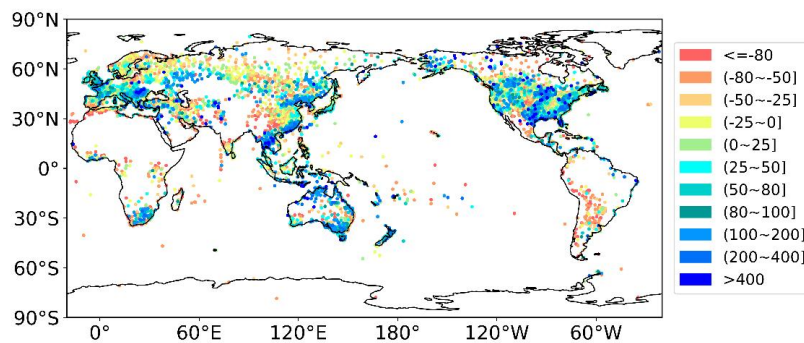 90°N
60°N
30°N
0°
30°S
60°S
90°S
0°
60°E
120°E
180°
120°W
60°W
<=-80
(-80~-50]
(-50~-25]
(-25~0]
(0~25]
(25~50]
(50~80]
(80~100]
(100~200]
(200~400]
>400